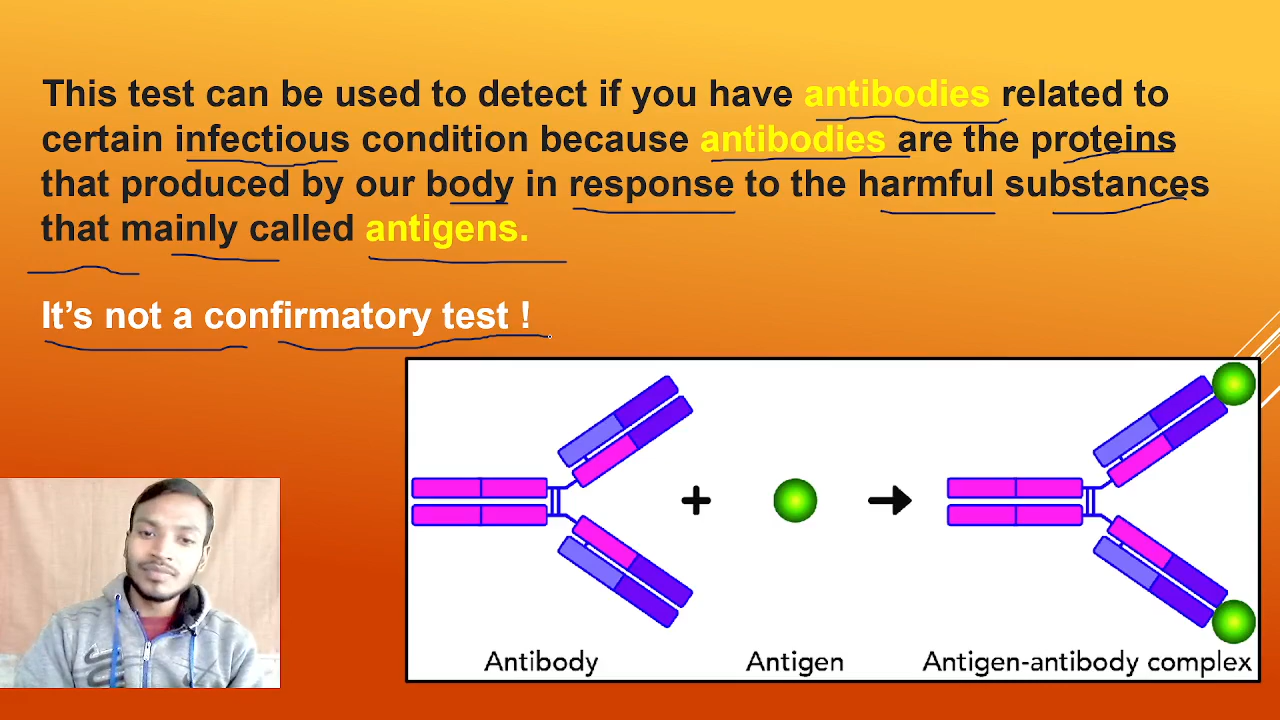 This test can be used to detect if you have antibodies related to
certain infectious condition because antibodies are the proteins
that produced by our body in response to the harmful substances
that mainly called antigens.
It’s not a confirmatory test !
+
Antibody
Antigen
Antigen-antibody complex